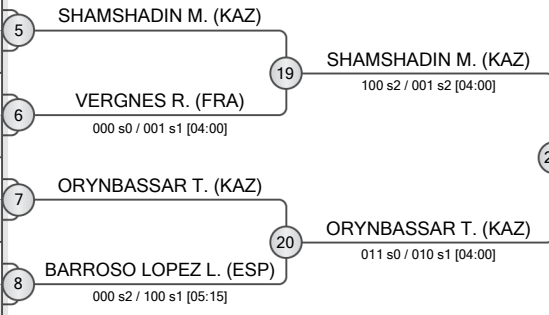 SHAMSHADIN M. (KAZ)
5
19
SHAMSHADIN M. (KAZ)
100 s2 / 001 s2 [04:00]
VERGNES R. (FRA)
6
000 s0 / 001 s1 [04:00]
ORYNBASSAR T. (KAZ)
7
20
ORYNBASSAR T. (KAZ)
011 s0 / 010 s1 [04:00]
BARROSO LOPEZ L. (ESP)
8
000 s2 / 100 s1 [05:15]